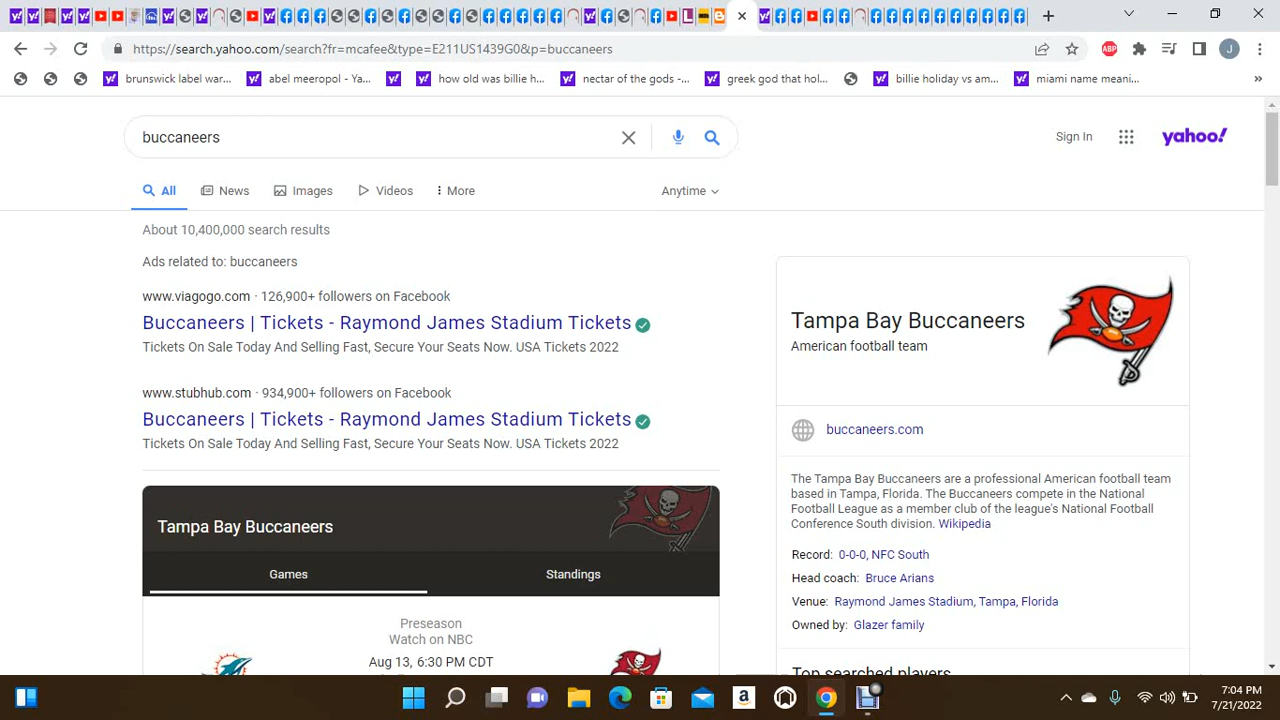 https://search.yahoo.com/search?fr=mcafee&type=E211US1439G0&p=buccaneers
ABP
J
brunswick label war...
abel meeropol - Ya...
how old was billie h...
nectar of the gods -...
greek god that hol...
billie holiday vs am...
miami name meani...
buccaneers
Sign In
yahoo!
All
News
Images
Videos
More
Anytime
About 10,400,000 search results
Ads related to: buccaneers
www.viagogo.com · 126,900+ followers on Facebook
Buccaneers | Tickets - Raymond James Stadium Tickets
Tickets On Sale Today And Selling Fast, Secure Your Seats Now. USA Tickets 2022
www.stubhub.com · 934,900+ followers on Facebook
Buccaneers | Tickets - Raymond James Stadium Tickets
Tickets On Sale Today And Selling Fast, Secure Your Seats Now. USA Tickets 2022
Tampa Bay Buccaneers
Games
Standings
Preseason
Watch on NBC
Aug 13, 6:30 PM CDT
Tampa Bay Buccaneers
American football team
buccaneers.com
The Tampa Bay Buccaneers are a professional American football team
based in Tampa, Florida. The Buccaneers compete in the National
Football League as a member club of the league's National Football
Conference South division. Wikipedia
Record: 0-0-0, NFC South
Head coach: Bruce Arians
Venue: Raymond James Stadium, Tampa, Florida
Owned by: Glazer family
Top searched players
7:04 PM
7/21/2022